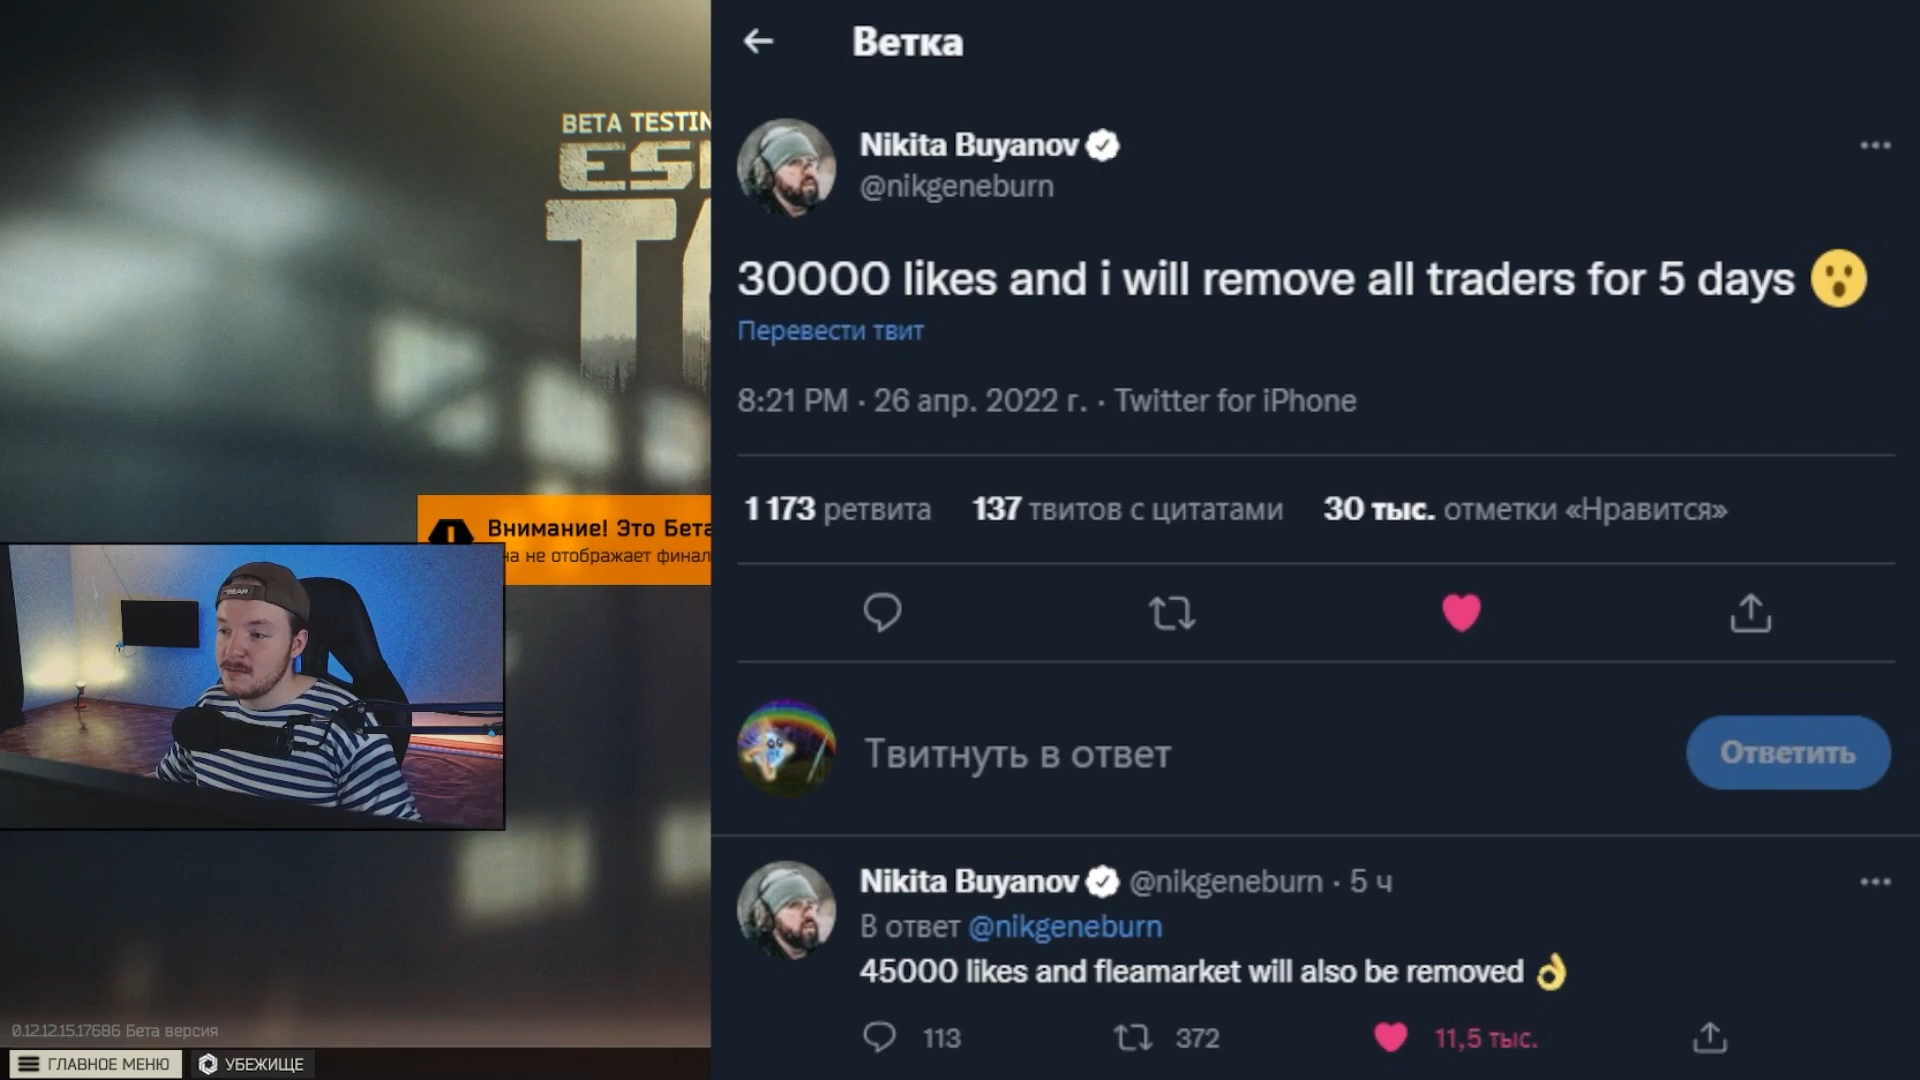 BETA TESTIN
ESC
TA
Внимание! Это Бета
на не отображает финал
BEAR
0.12.12.15.17686 Бета версия
ГЛАВНОЕ МЕНЮ
УБЕЖИЩЕ
Ветка
Nikita Buyanov
@nikgeneburn
30000 likes and i will remove all traders for 5 days 😮
Перевести твит
8:21 PM · 26 апр. 2022 г. · Twitter for iPhone
1 173 ретвита 137 твитов с цитатами 30 тыс. отметки «Нравится»
Твитнуть в ответ
Ответить
Nikita Buyanov @nikgeneburn · 5 ч
В ответ @nikgeneburn
45000 likes and fleamarket will also be removed 👌
113 372 11,5 тыс.